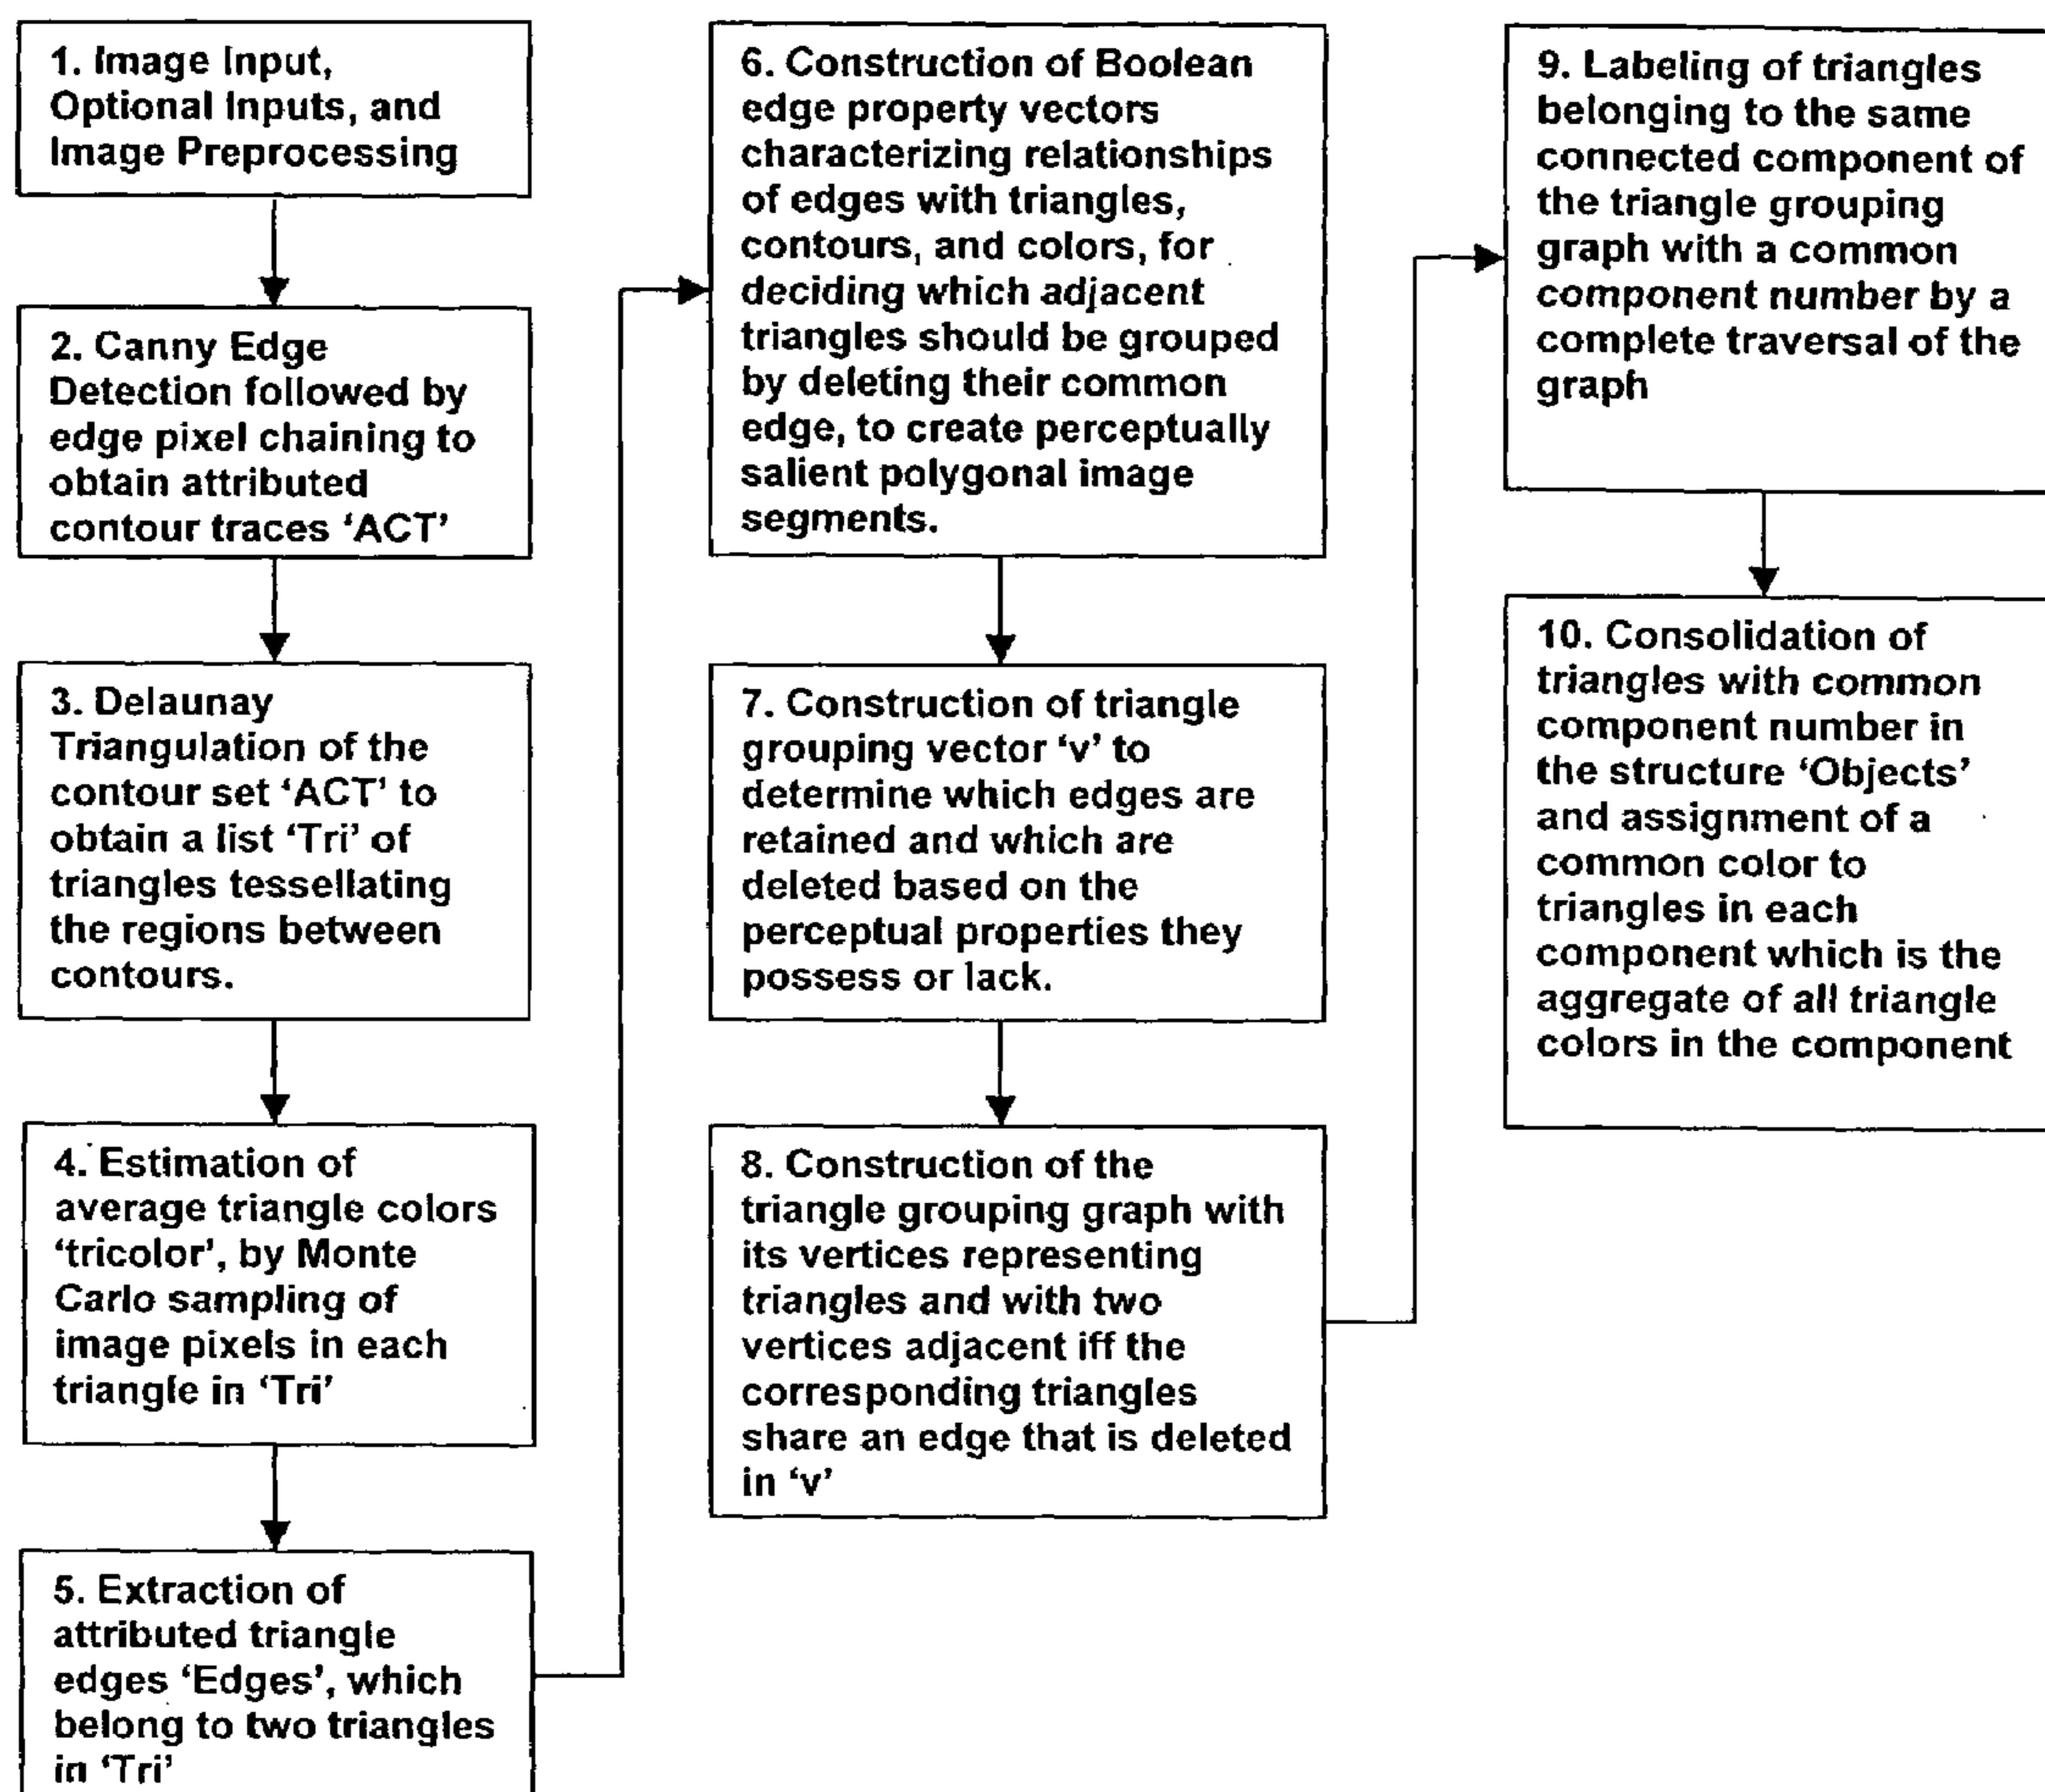 1. Image Input,
Optional Inputs, and
Image Preprocessing
2. Canny Edge
Detection followed by
edge pixel chaining to
obtain attributed
contour traces ‘ACT’
3. Delaunay
Triangulation of the
contour set ‘ACT’ to
obtain a list ‘Tri’ of
triangles tessellating
the regions between
contours.
4. Estimation of
average triangle colors
‘tricolor’, by Monte
Carlo sampling of
image pixels in each
triangle in ‘Tri’
5. Extraction of
attributed triangle
edges ‘Edges’, which
belong to two triangles
in ‘Tri’
6. Construction of Boolean
edge property vectors
characterizing relationships
of edges with triangles,
contours, and colors, for
deciding which adjacent
triangles should be grouped
by deleting their common
edge, to create perceptually
salient polygonal image
segments.
7. Construction of triangle
grouping vector ‘v’ to
determine which edges are
retained and which are
deleted based on the
perceptual properties they
possess or lack.
8. Construction of the
triangle grouping graph with
its vertices representing
triangles and with two
vertices adjacent iff the
corresponding triangles
share an edge that is deleted
in ‘v’
9. Labeling of triangles
belonging to the same
connected component of
the triangle grouping
graph with a common
component number by a
complete traversal of the
graph
10. Consolidation of
triangles with common
component number in
the structure ‘Objects’
and assignment of a
common color to
triangles in each
component which is the
aggregate of all triangle
colors in the component